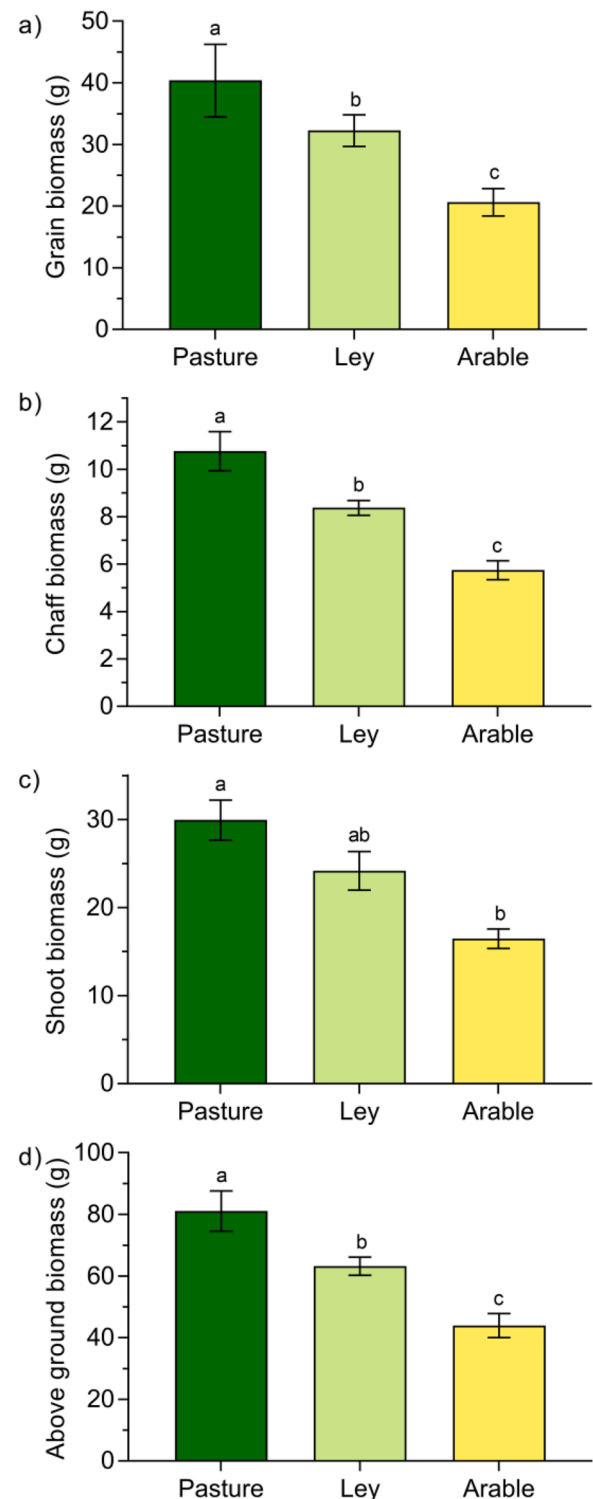 a)
Grain biomass (g)
50
40
30
20
10
0
a
b
c
Pasture Ley Arable
b)
Chaff biomass (g)
12
10
8
6
4
2
0
a
b
c
Pasture Ley Arable
c)
Shoot biomass (g)
30
20
10
0
a
ab
b
Pasture Ley Arable
d)
Above ground biomass (g)
100
80
60
40
20
0
a
b
c
Pasture Ley Arable